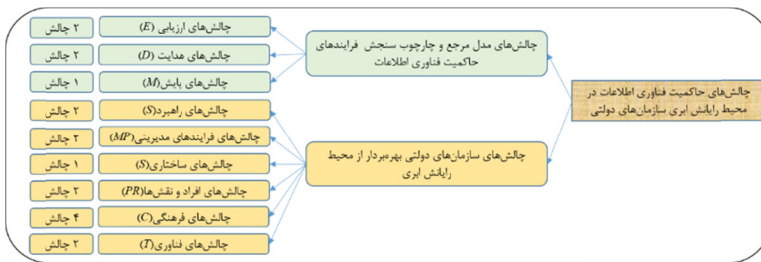 چالش‌های حاکمیت فناوری اطلاعات در
محیط رایانش ابری سازمان‌های دولتی
چالش‌های مدل مرجع و چارچوب سنجش فرایندهای
حاکمیت فناوری اطلاعات
چالش‌های ارزیابی (E)
۲ چالش
چالش‌های هدایت (D)
۲ چالش
چالش‌های پایش(M)
۱ چالش
چالش‌های سازمان‌های دولتی بهره‌بردار از محیط
رایانش ابری
چالش‌های راهبرد(S)
۲ چالش
چالش‌های فرایندهای مدیریتی(MP)
۲ چالش
چالش‌های ساختاری(S)
۱ چالش
چالش‌های افراد و نقش‌ها(PR)
۲ چالش
چالش‌های فرهنگی(C)
۴ چالش
چالش‌های فناوری(T)
۲ چالش